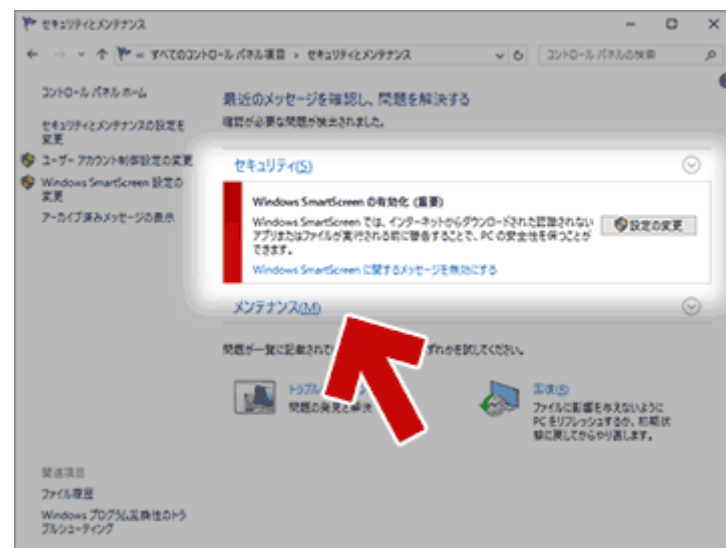 セキュリティとメンテナンス
« すべてのコントロール パネル項目 › セキュリティとメンテナンス
コントロール パネルの検索
コントロール パネル ホーム
セキュリティとメンテナンスの設定を
変更
ユーザー アカウント制御設定の変更
Windows SmartScreen 設定の
変更
アーカイブ済みメッセージの表示
最近のメッセージを確認し、問題を解決する
確認が必要な問題が検出されました。
セキュリティ(S)
Windows SmartScreen の有効化 (重要)
Windows SmartScreen では、インターネットからダウンロードされた認識されない
アプリまたはファイルが実行される前に警告することで、PC の安全性を保つことが
できます。
設定の変更
Windows SmartScreen に関するメッセージを無効にする
メンテナンス(M)
問題が一覧に記載されて ずれかを試してください。
トラブル
問題の発見と解決
回復(R)
ファイルに影響を与えないように
PC をリフレッシュするか、初期状
態に戻してからやり直します。
関連項目
ファイル履歴
Windows プログラム互換性のトラ
ブルシューティング